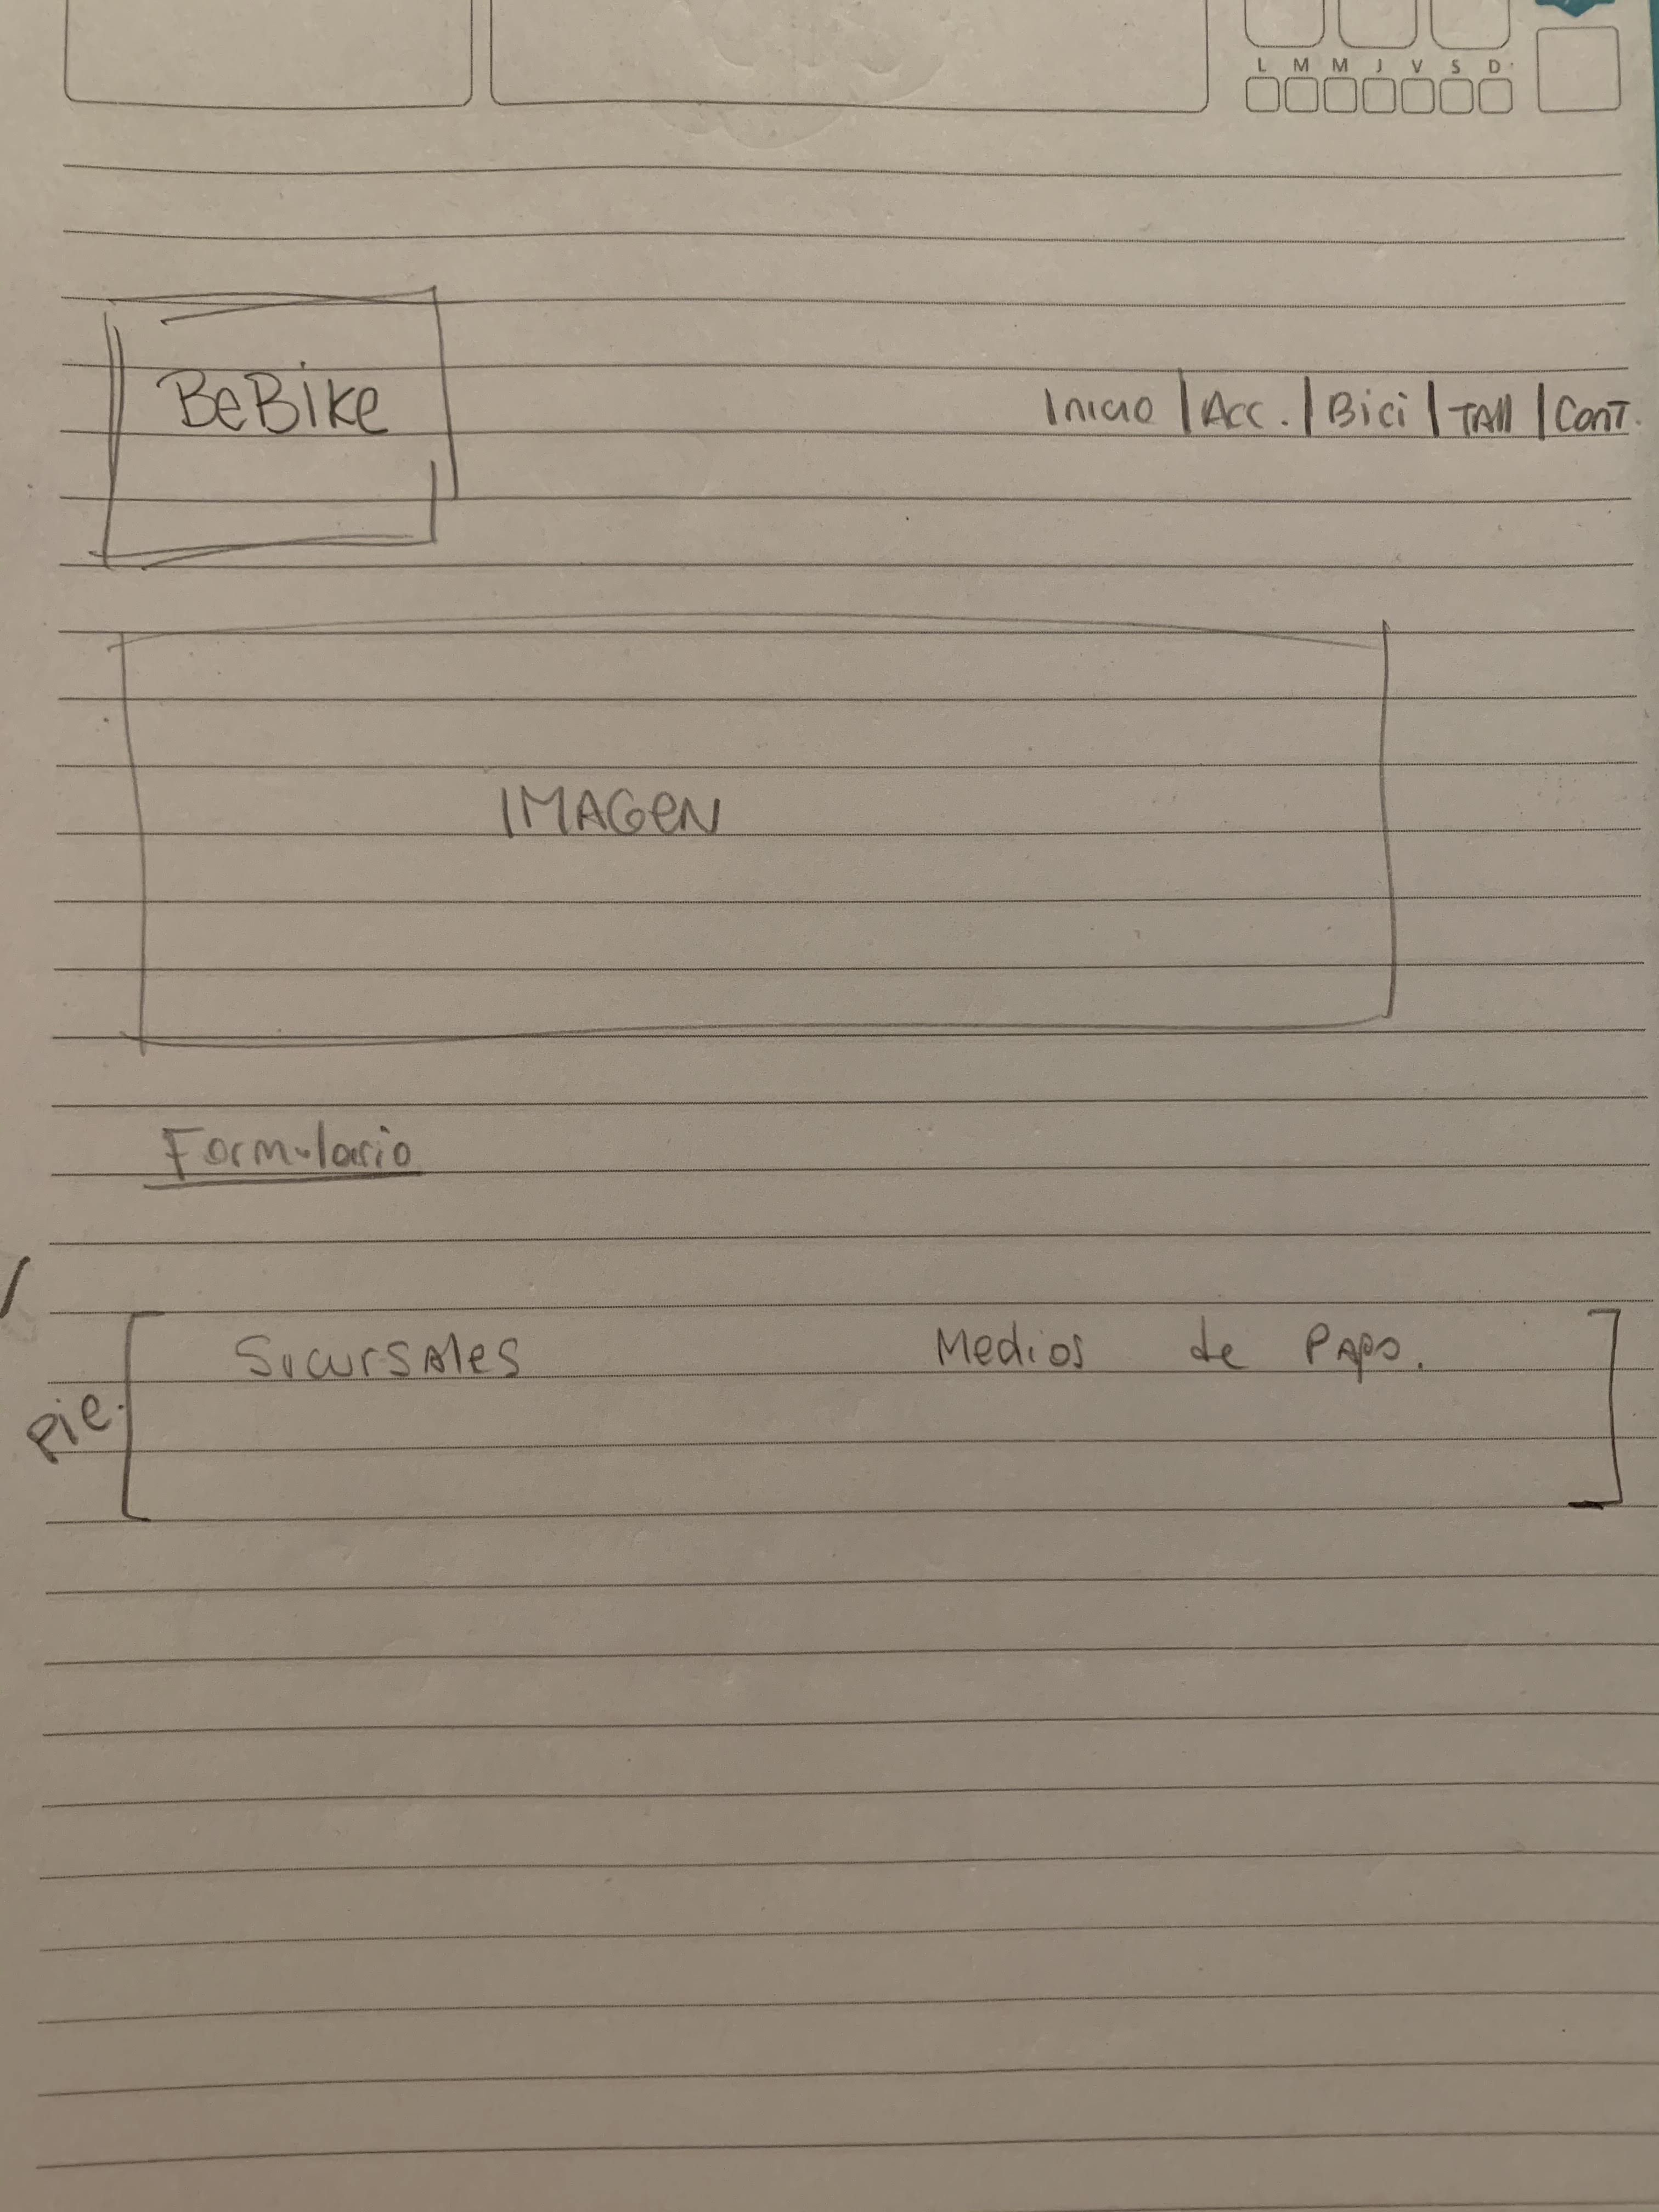 L M M J V S D
BeBike
Inicio | Acc. | Bici | TAll | ConT.
IMAGEN
Formulario
Sucursales Medios de Pago.
Pie.